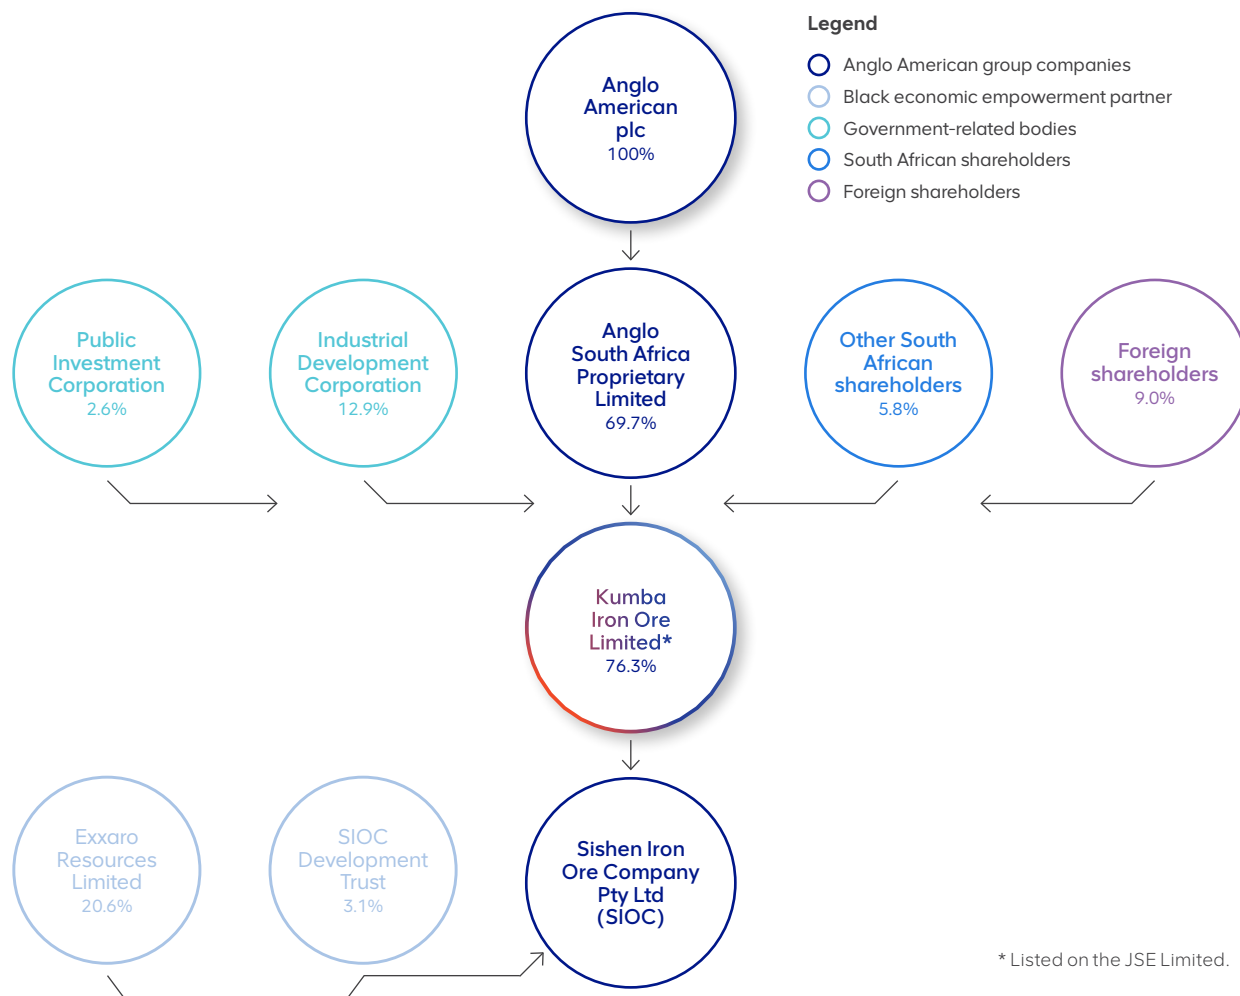 Legend
Anglo American group companies
Black economic empowerment partner
Government-related bodies
South African shareholders
Foreign shareholders
Anglo
American
plc
100%
Public
Investment
Corporation
2.6%
Industrial
Development
Corporation
12.9%
Anglo
South Africa
Proprietary
Limited
69.7%
Other South
African
shareholders
5.8%
Foreign
shareholders
9.0%
Kumba
Iron Ore
Limited*
76.3%
Exxaro
Resources
Limited
20.6%
SIOC
Development
Trust
3.1%
Sishen Iron
Ore Company
Pty Ltd
(SIOC)
* Listed on the JSE Limited.